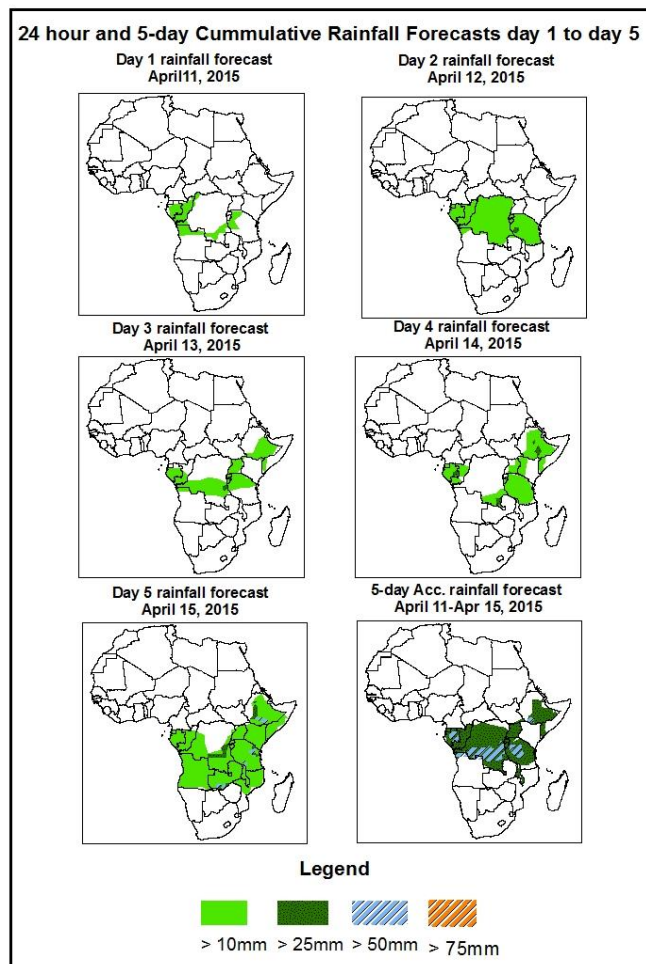 24 hour and 5-day Cummulative Rainfall Forecasts day 1 to day 5
Day 1 rainfall forecast
April11, 2015
Day 2 rainfall forecast
April 12, 2015
Day 3 rainfall forecast
April 13, 2015
Day 4 rainfall forecast
April 14, 2015
Day 5 rainfall forecast
April 15, 2015
5-day Acc. rainfall forecast
April 11-Apr 15, 2015
Legend
> 10mm > 25mm > 50mm > 75mm